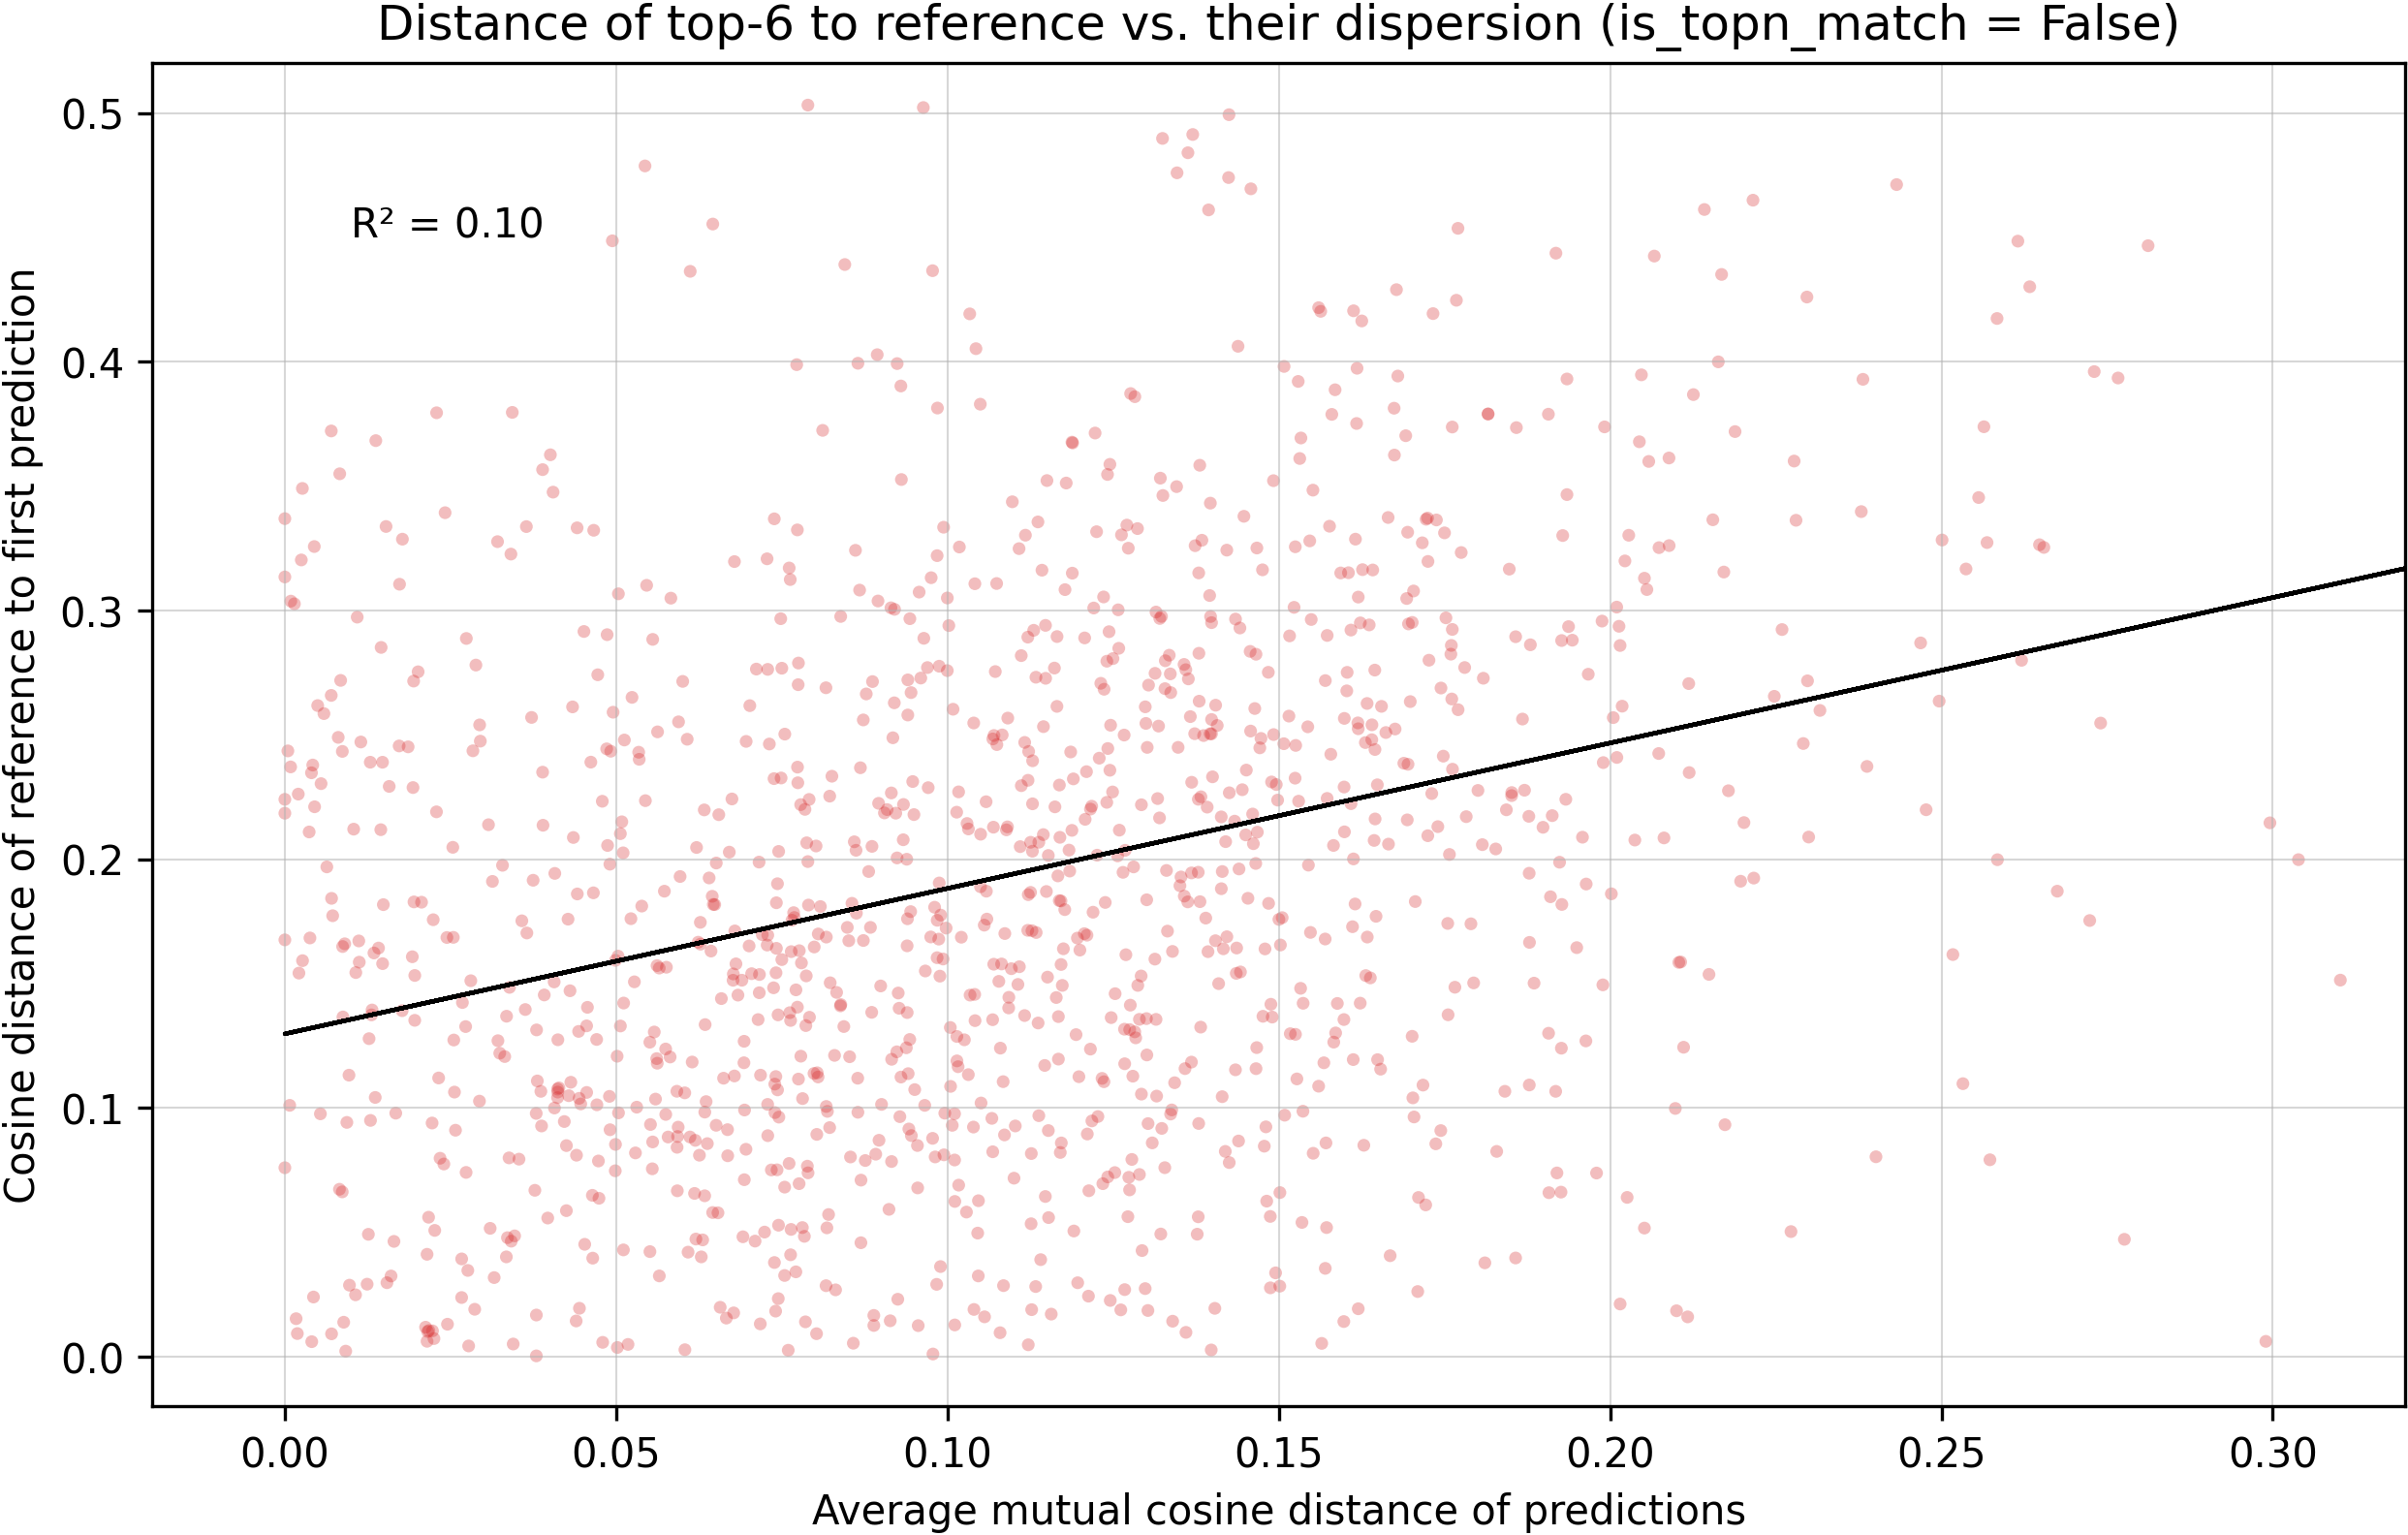 Distance of top-6 to reference vs. their dispersion (is_topn_match = False)
Cosine distance of reference to first prediction
0.5
0.4
0.3
0.2
0.1
0.0
R² = 0.10
0.00 0.05 0.10 0.15 0.20 0.25 0.30
Average mutual cosine distance of predictions